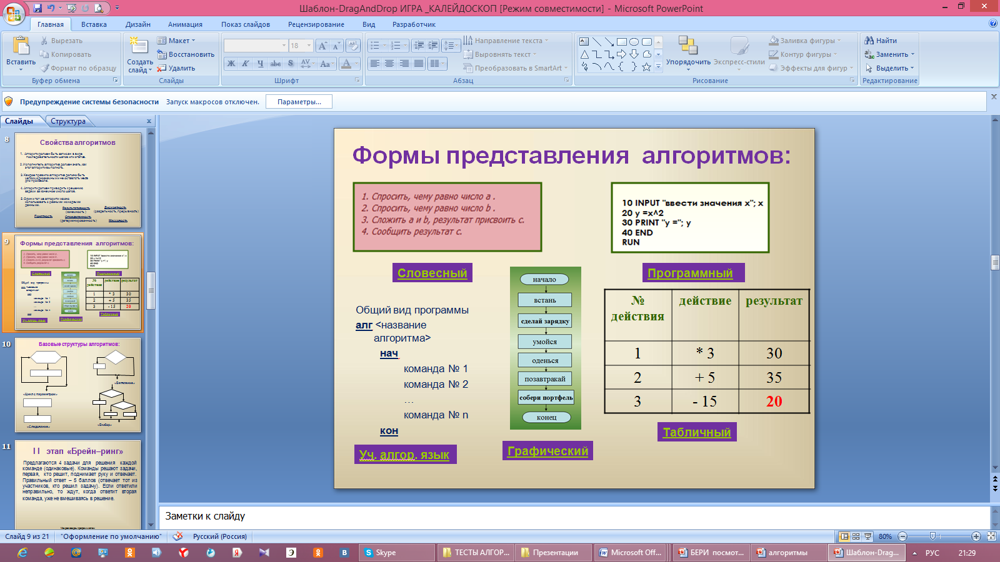 Шаблон-DragAndDrop ИГРА _КАЛЕЙДОСКОП [Режим совместимости] - Microsoft PowerPoint
Главная Вставка Дизайн Анимация Показ слайдов Рецензирование Вид Разработчик
Вставить
Вырезать
Копировать
Формат по образцу
Буфер обмена
Создать слайд
Макет
Восстановить
Удалить
Слайды
18
Ж К Ч abc S AV Aa A
Шрифт
Направление текста
Выровнять текст
Преобразовать в SmartArt
Абзац
Упорядочить
Экспресс-стили
Заливка фигуры
Контур фигуры
Эффекты для фигур
Рисование
Найти
Заменить
Выделить
Редактирование
Предупреждение системы безопасности Запуск макросов отключен. Параметры...
Слайды Структура
8
Свойства алгоритмов
9
Формы представления алгоритмов:
10
Базовые структуры алгоритмов:
«Ветвление»
«Цикл с параметром»
«Следование»
«Выбор»
11
I I этап «Брейн–ринг»
Предлагаются 4 задачи для решения каждой
команде (одинаковые). Команды решают задачи,
первая, кто решит, поднимает руку и отвечает.
Правильный ответ – 5 баллов (отвечает тот из
участников, кто решил задачу). Если ответили
неправильно, то ждут, когда ответит вторая
команда, уже не вмешиваясь в решение.
Формы представления алгоритмов:
1. Спросить, чему равно число a .
2. Спросить, чему равно число b .
3. Сложить a и b, результат присвоить c.
4. Сообщить результат c.
Словесный
10 INPUT "ввести значения x"; x
20 y =x^2
30 PRINT "y ="; y
40 END
RUN
Программный
Общий вид программы
алг <название
алгоритма>
нач
команда № 1
команда № 2
...
команда № n
кон
Уч. алгор. язык
начало
встань
сделай зарядку
умойся
оденься
позавтракай
собери портфель
конец
Графический
№ действия действие результат
1 * 3 30
2 + 5 35
3 - 15 20
Табличный
Заметки к слайду
Слайд 9 из 21 "Оформление по умолчанию" Русский (Россия) 80%
Skype ТЕСТЫ АЛГОР... Презентации Microsoft Off... БЕРИ посмот... алгоритмы Шаблон-Drag... РУС 21:29